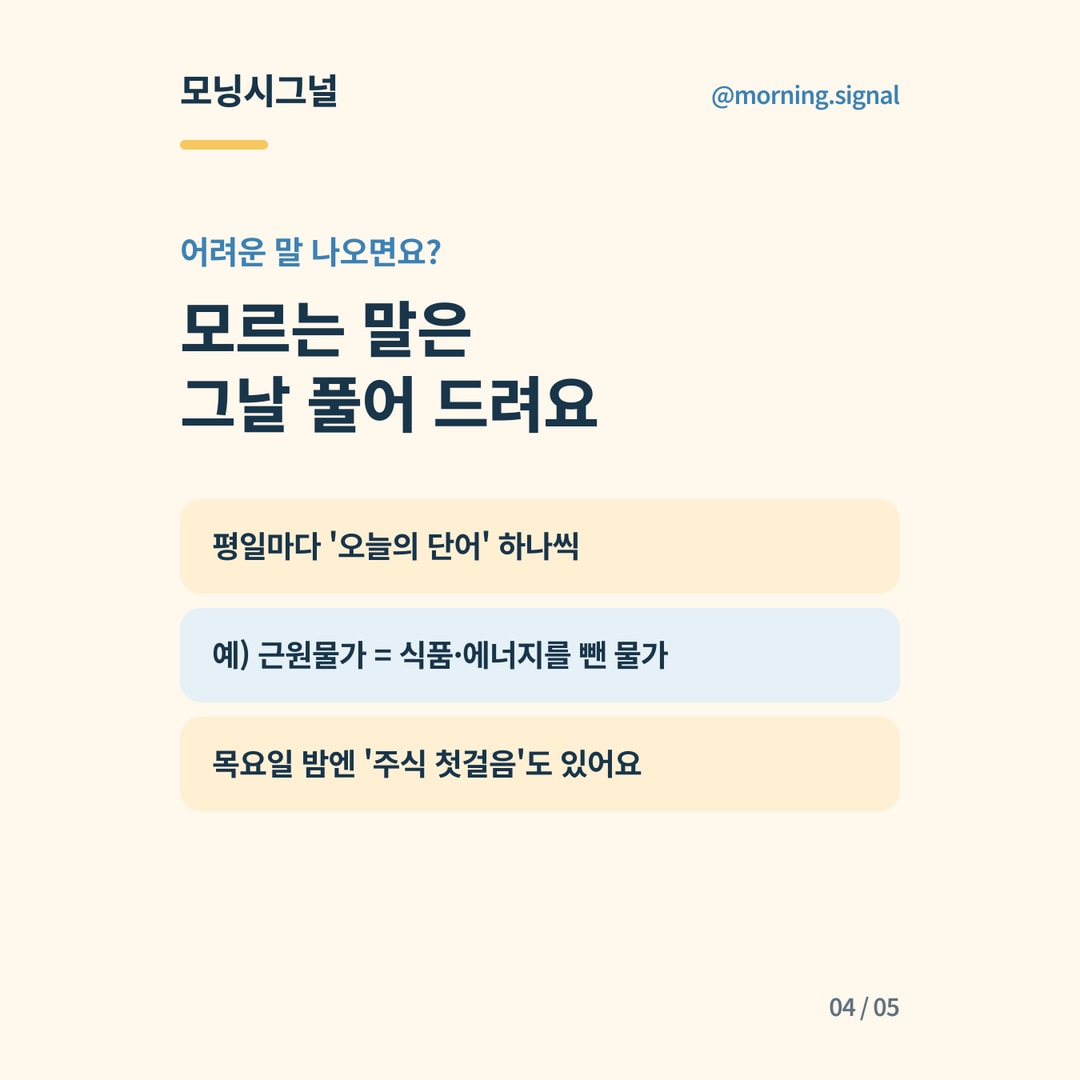 모닝시그널
@morning.signal
어려운 말 나오면요?
모르는 말은
그날 풀어 드려요
평일마다 '오늘의 단어' 하나씩
예) 근원물가 = 식품·에너지를 뺀 물가
목요일 밤엔 '주식 첫걸음'도 있어요
04 / 05